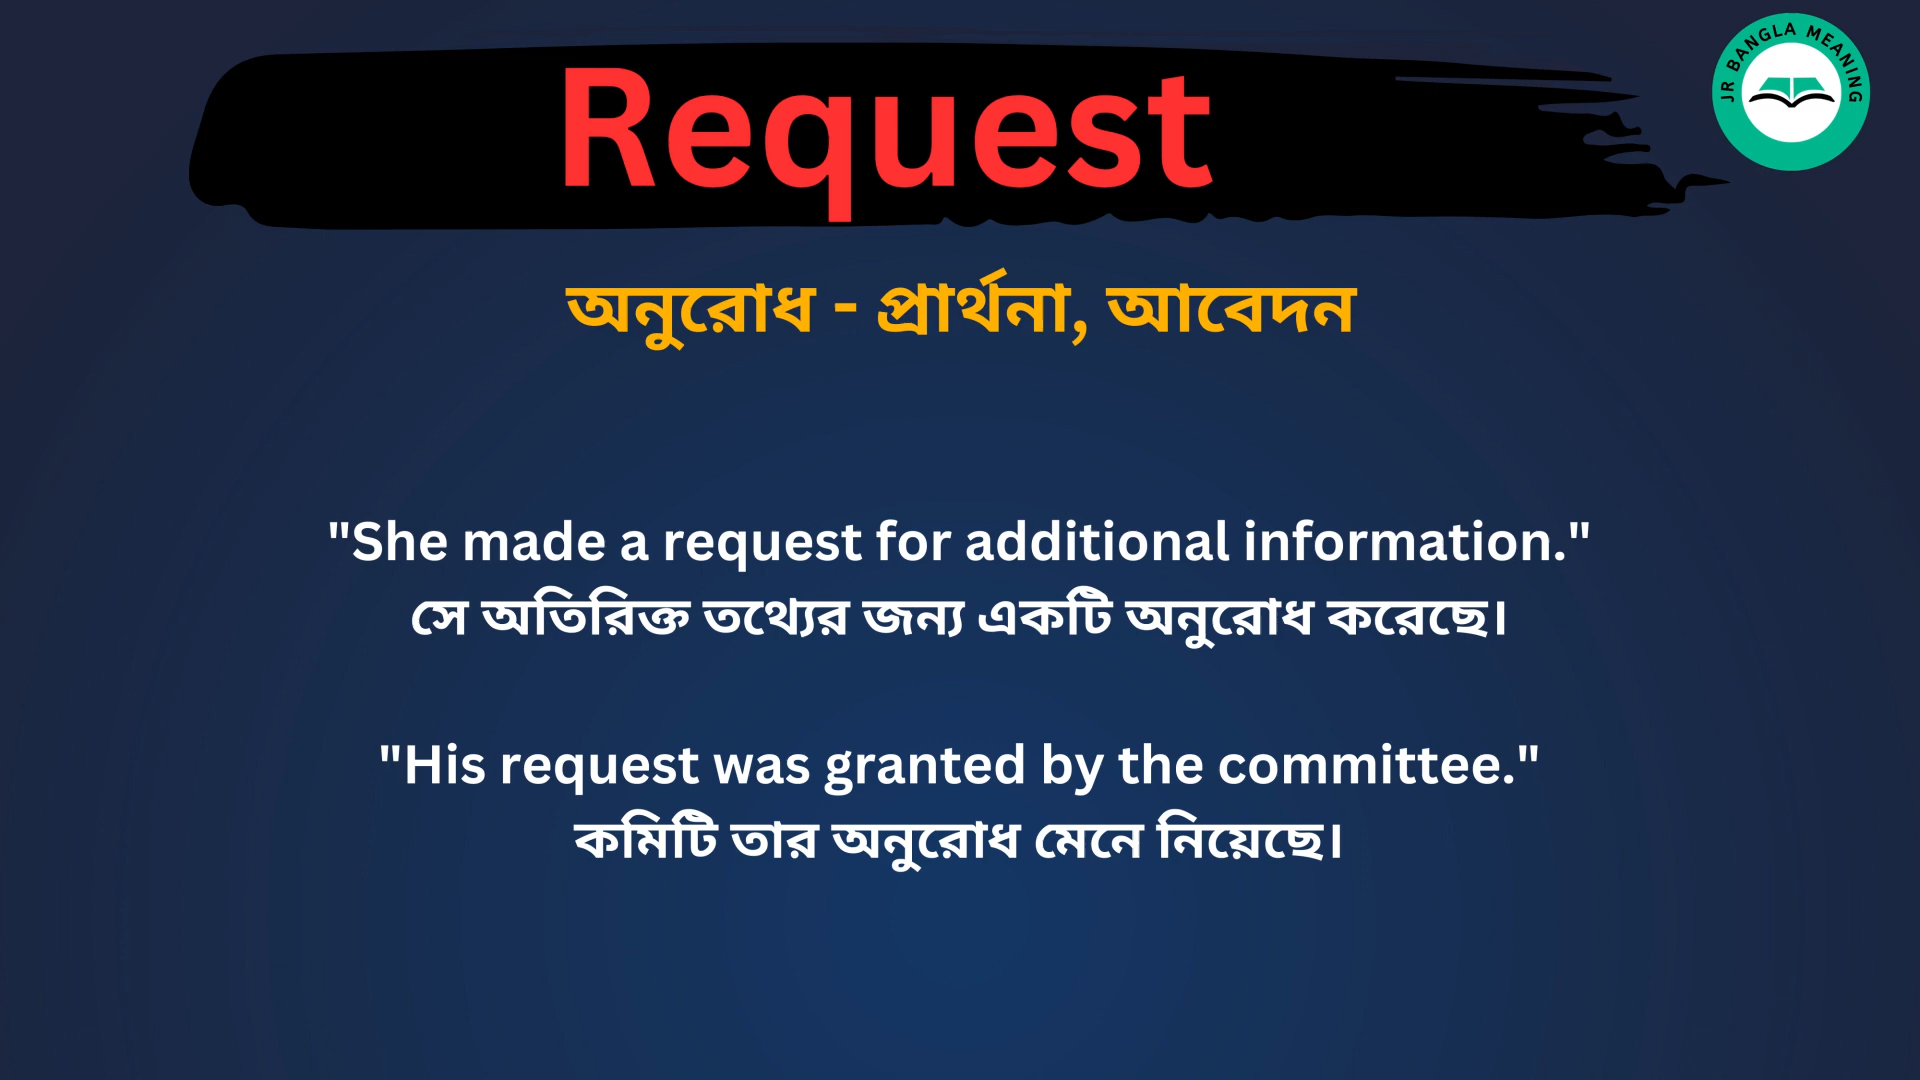 Request
JR BANGLA MEANING
অনুরোধ - প্রার্থনা, আবেদন
"She made a request for additional information."
সে অতিরিক্ত তথ্যের জন্য একটি অনুরোধ করেছে।
"His request was granted by the committee."
কমিটি তার অনুরোধ মেনে নিয়েছে।